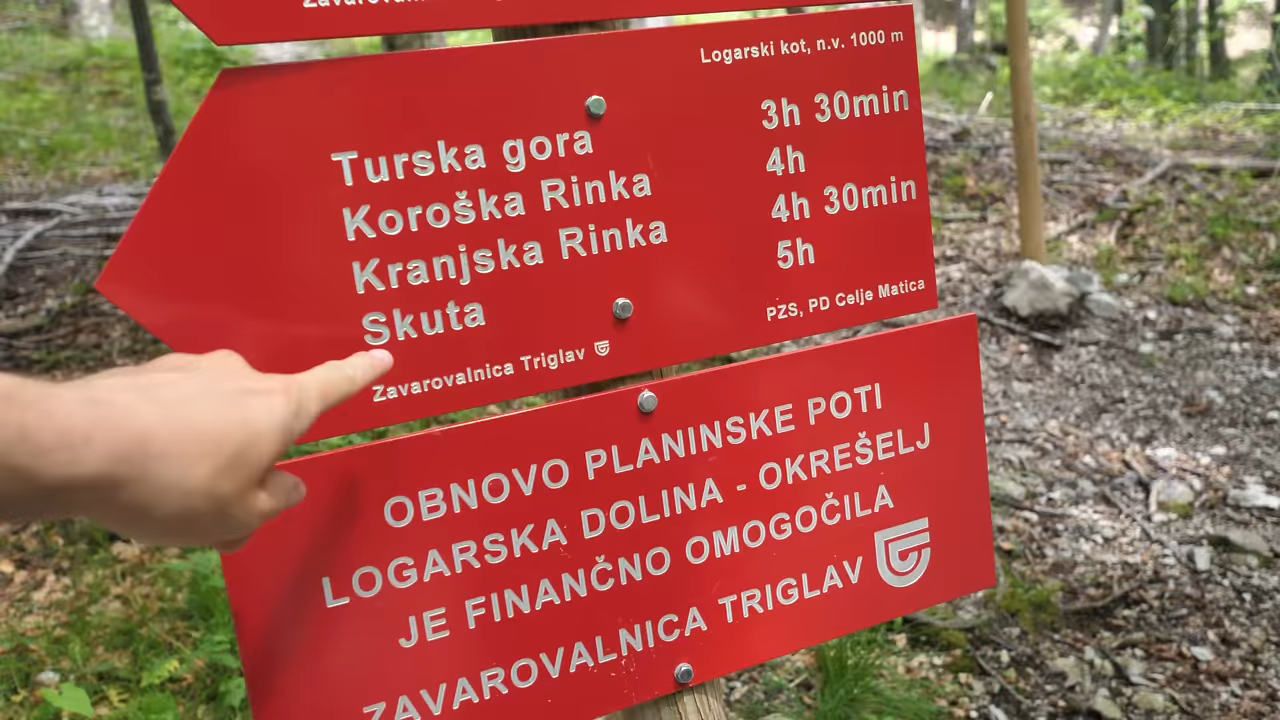 Logarski kot, n.v. 1000 m
Turska gora 3h 30min
Koroška Rinka 4h
Kranjska Rinka 4h 30min
Skuta 5h
Zavarovalnica Triglav PZS, PD Celje Matica
OBNOVO PLANINSKE POTI
LOGARSKA DOLINA - OKREŠELJ
JE FINANČNO OMOGOČILA
ZAVAROVALNICA TRIGLAV